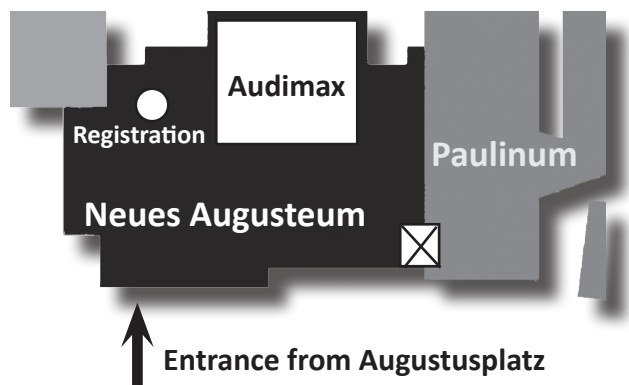 Audimax
Registration
Paulinum
Neues Augusteum
Entrance from Augustusplatz